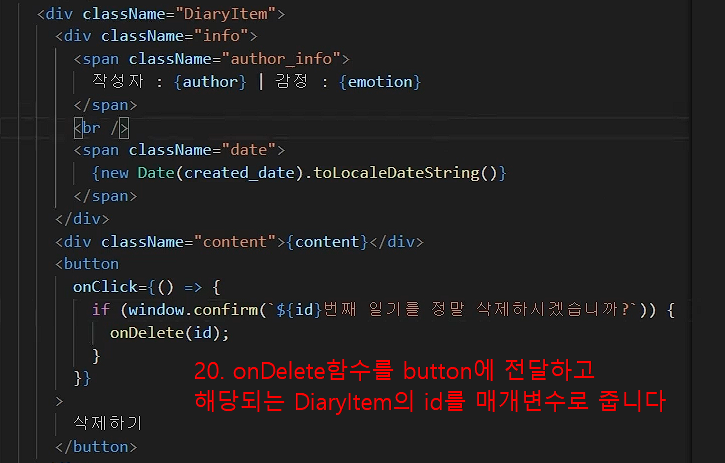 <div className="DiaryItem">
<div className="info">
<span className="author_info">
작성자 : {author} | 감정 : {emotion}
</span>
<br />
<span className="date">
{new Date(created_date).toLocaleDateString()}
</span>
</div>
<div className="content">{content}</div>
<button
onClick={() => {
if (window.confirm(`${id}번째 일기를 정말 삭제하시겠습니까?`)) {
onDelete(id);
}
}}
>
삭제하기
</button>
20. onDelete함수를 button에 전달하고
해당되는 DiaryItem의 id를 매개변수로 줍니다